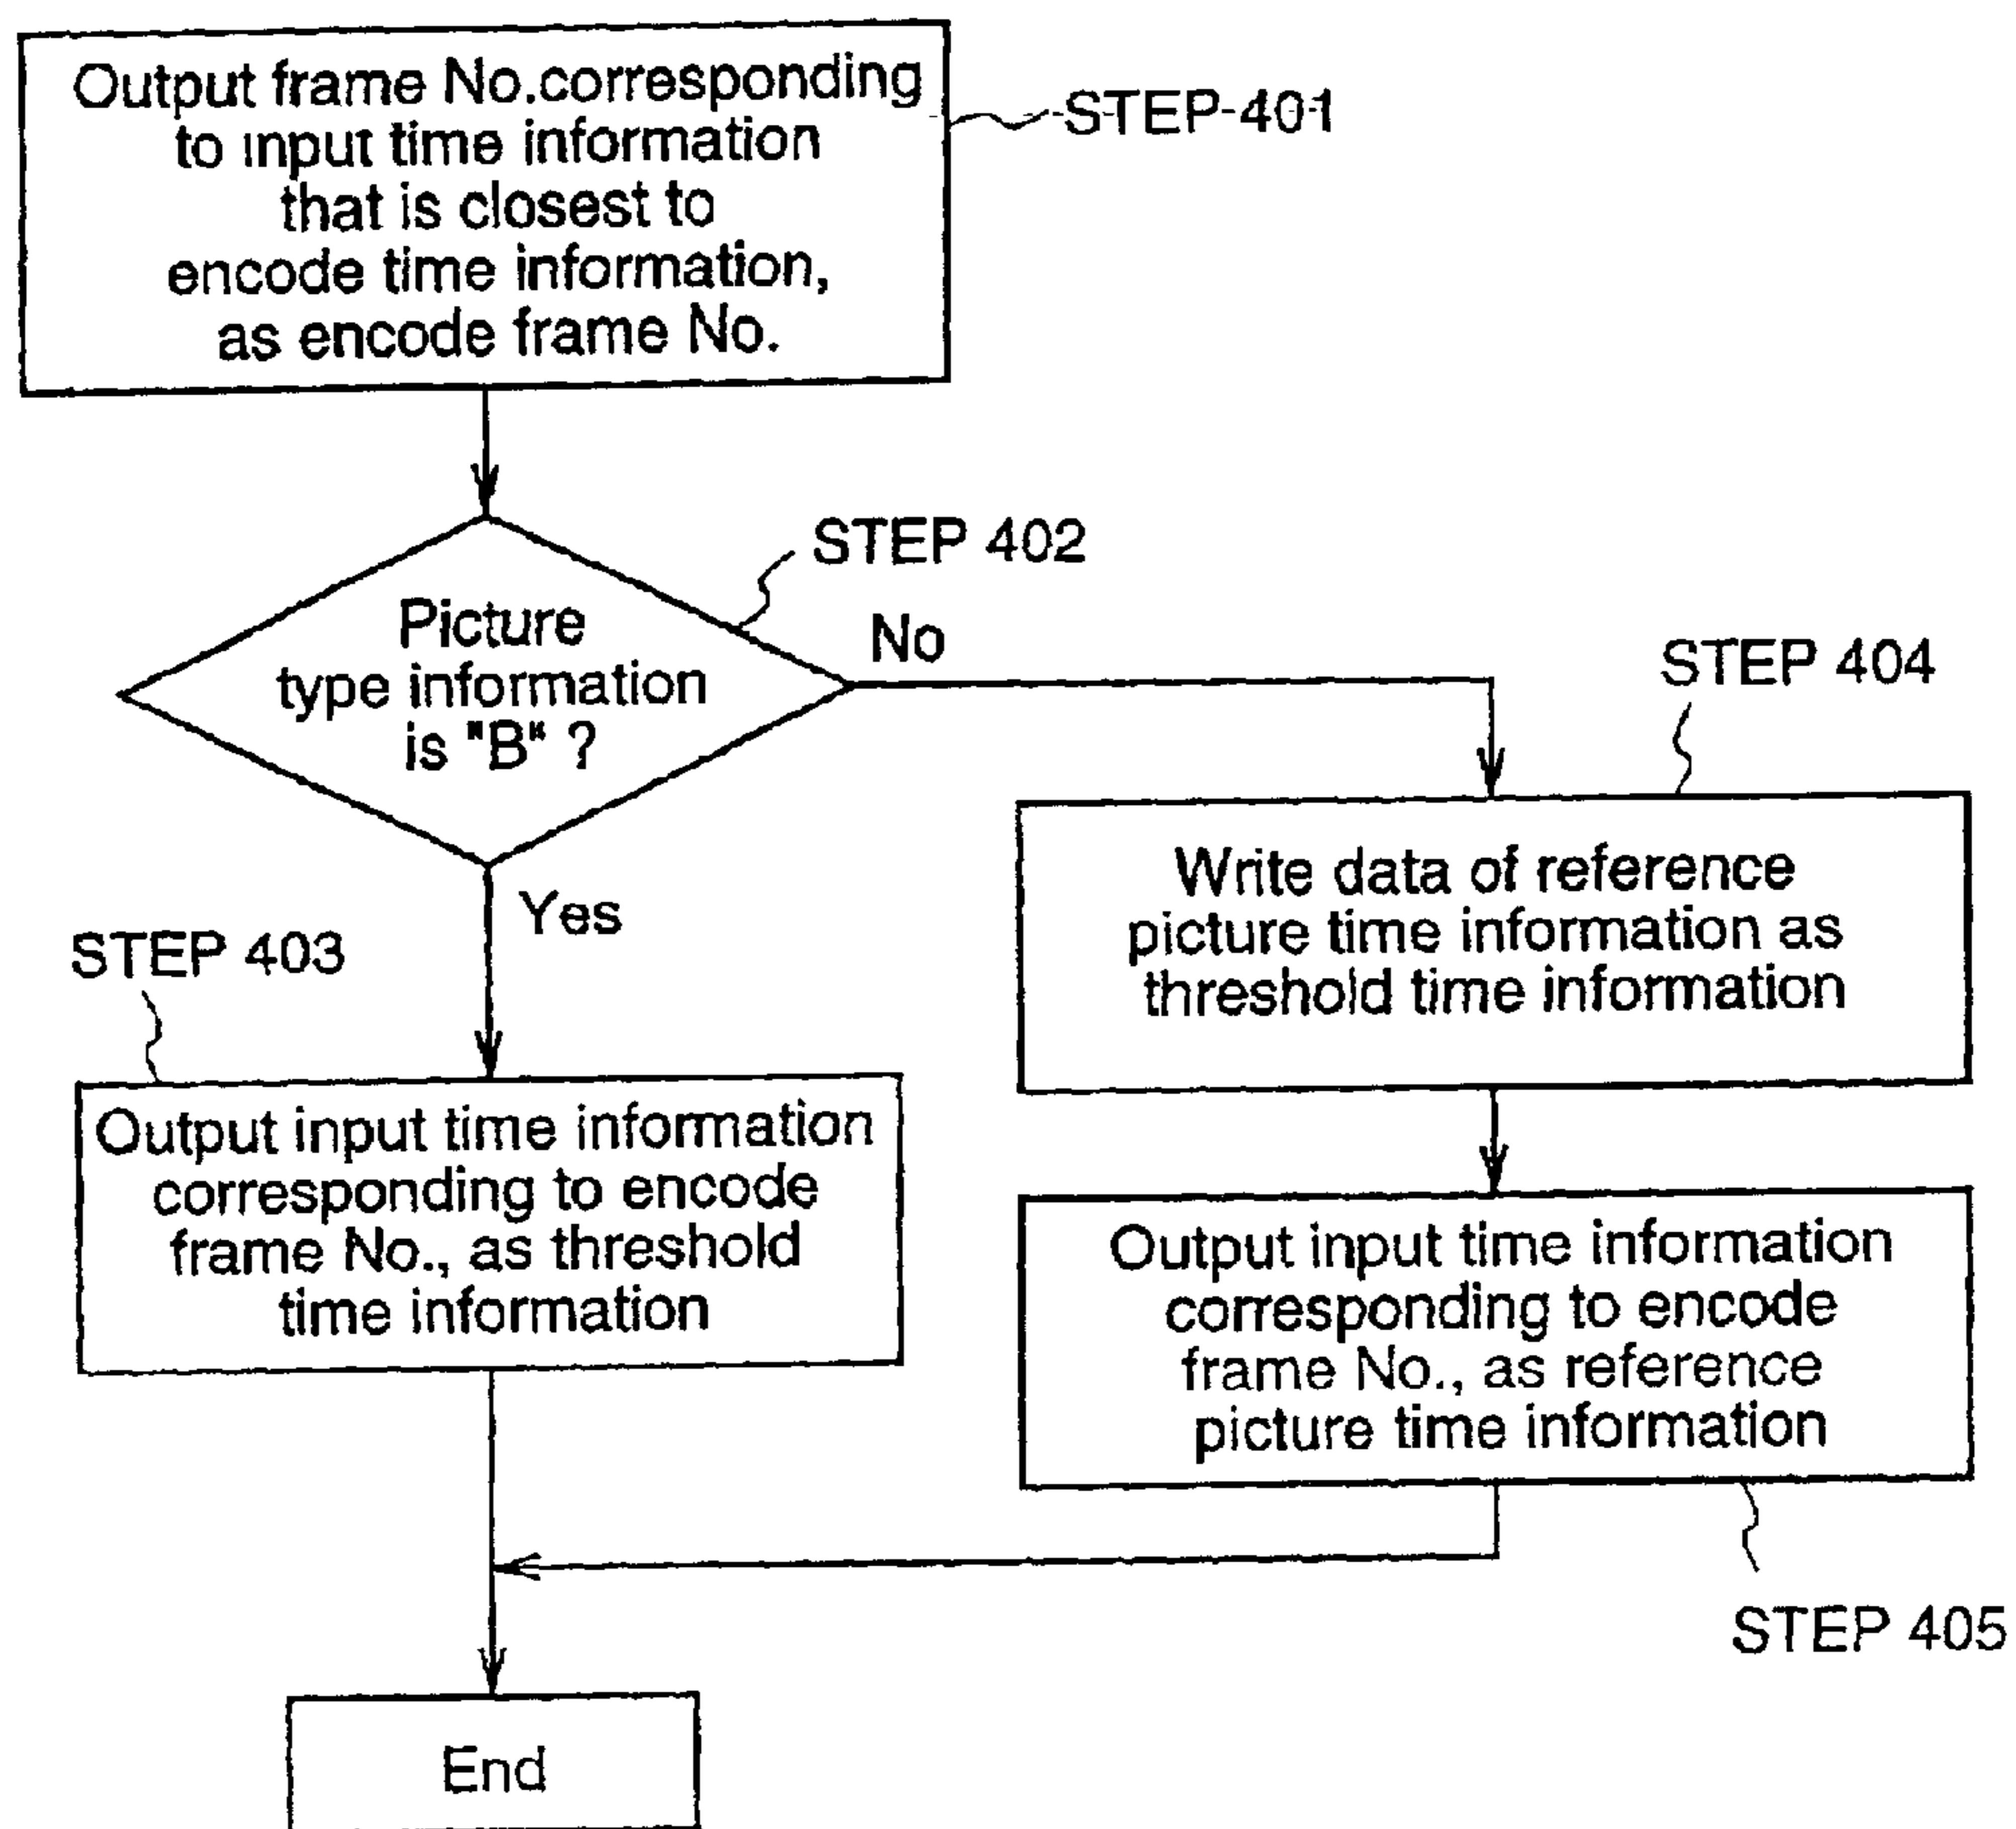 Output frame No.corresponding
to input time information
that is closest to
encode time information,
as encode frame No.
STEP 401
Picture
type information
is "B" ?
STEP 402
No
Yes
STEP 403
Output input time information
corresponding to encode
frame No., as threshold
time information
STEP 404
Write data of reference
picture time information as
threshold time information
Output input time information
corresponding to encode
frame No., as reference
picture time information
STEP 405
End